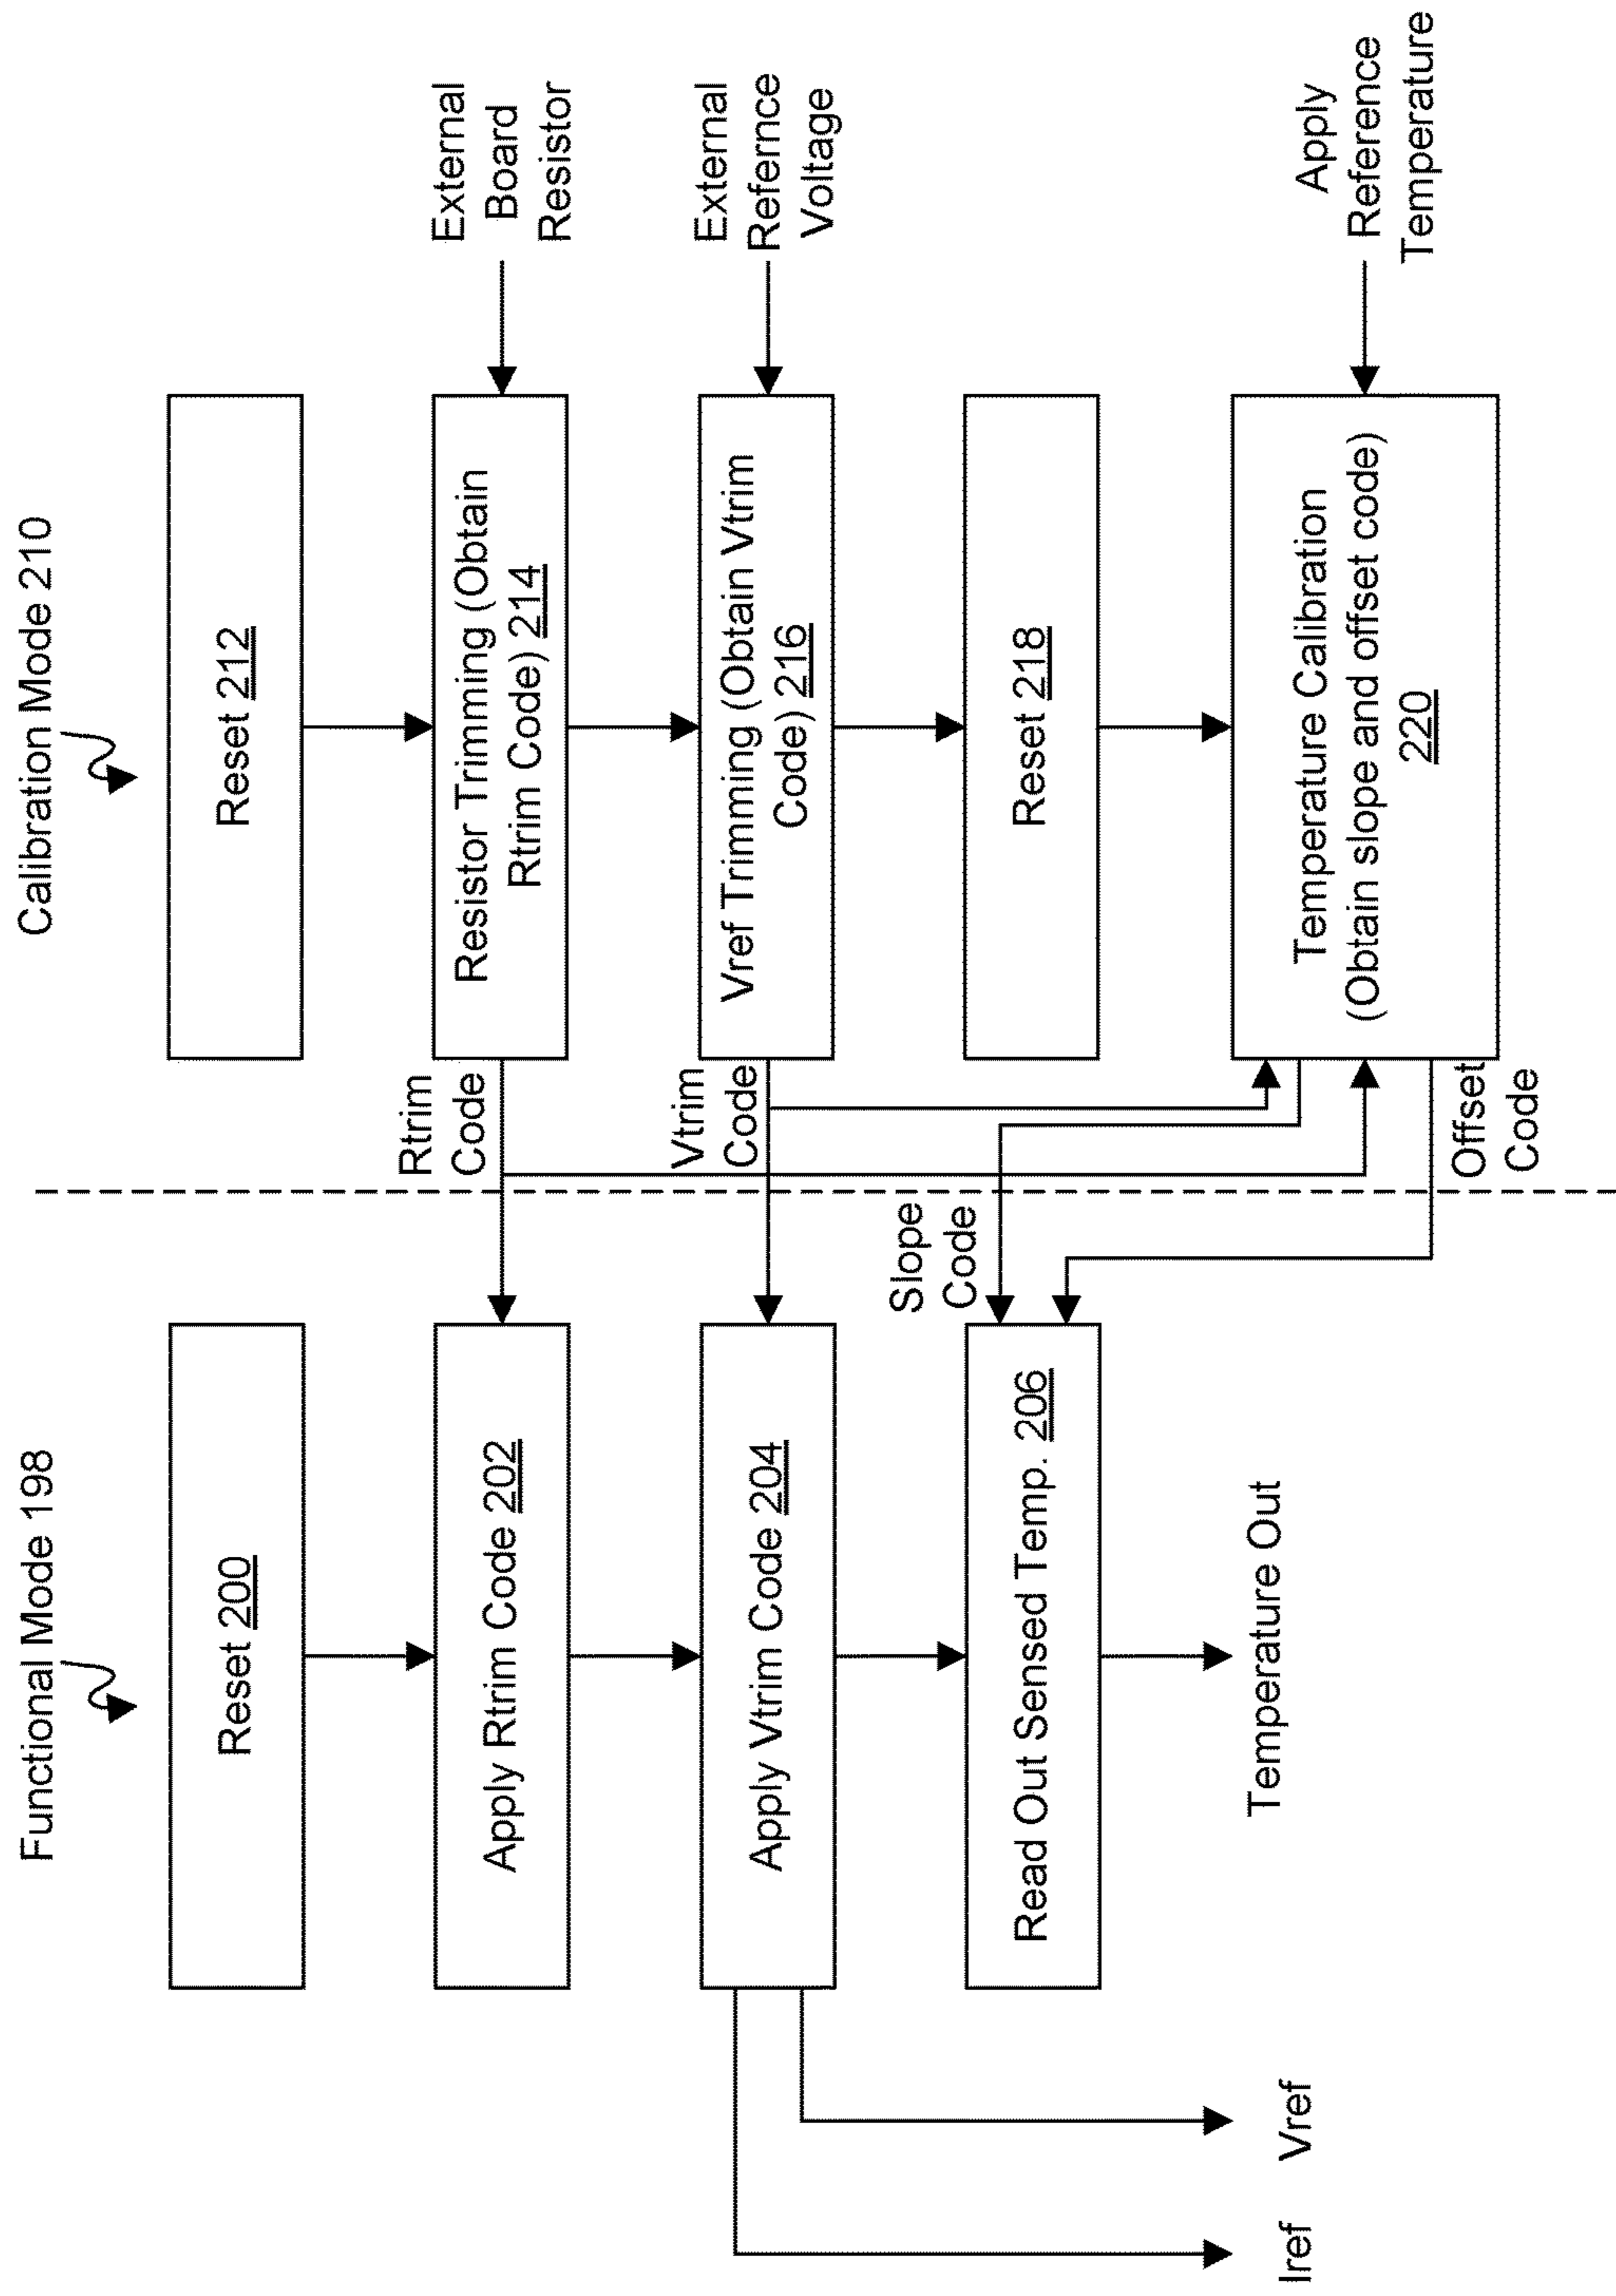 Functional Mode 198
Calibration Mode 210
Reset 200
Reset 212
Apply Rtrim Code 202
Rtrim
Code
Resistor Trimming (Obtain
Rtrim Code) 214
External
Board
Resistor
Apply Vtrim Code 204
Vtrim
Code
Vref Trimming (Obtain Vtrim
Code) 216
External
Refernce
Voltage
Slope
Code
Read Out Sensed Temp. 206
Reset 218
Iref
Vref
Temperature Out
Offset
Code
Temperature Calibration
(Obtain slope and offset code)
220
Apply
Reference
Temperature